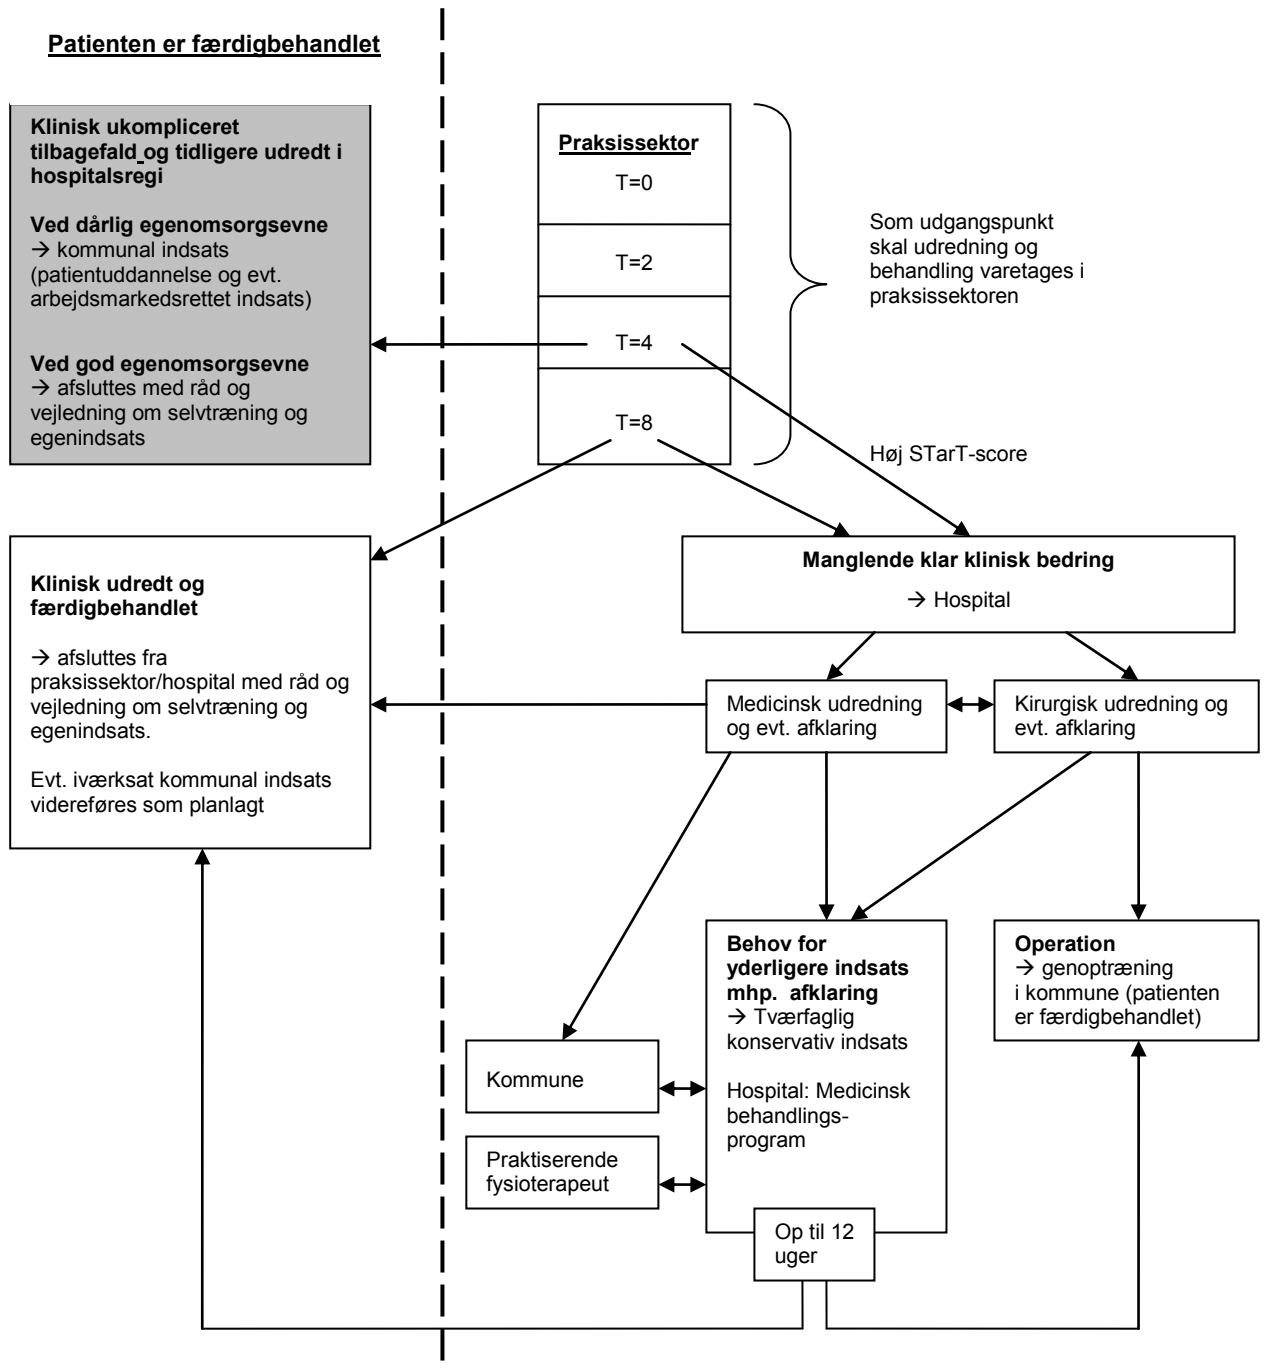 Patienten er færdigbehandlet
Klinisk ukompliceret
tilbagefald og tidligere udredt i
hospitalsregi
Ved dårlig egenomsorgsevne
→ kommunal indsats
(patientuddannelse og evt.
arbejdsmarkedsrettet indsats)
Ved god egenomsorgsevne
→ afsluttes med råd og
vejledning om selvtræning og
egenindsats
Praksissektor
T=0
T=2
T=4
T=8
Som udgangspunkt
skal udredning og
behandling varetages i
praksissektoren
Høj STarT-score
Klinisk udredt og
færdigbehandlet
→ afsluttes fra
praksissektor/hospital med råd og
vejledning om selvtræning og
egenindsats.
Evt. iværksat kommunal indsats
videreføres som planlagt
Manglende klar klinisk bedring
→ Hospital
Medicinsk udredning
og evt. afklaring
Kirurgisk udredning og
evt. afklaring
Behov for
yderligere indsats
mhp. afklaring
→ Tværfaglig
konservativ indsats
Hospital: Medicinsk
behandlings-
program
Operation
→ genoptræning
i kommune (patienten
er færdigbehandlet)
Kommune
Praktiserende
fysioterapeut
Op til 12
uger